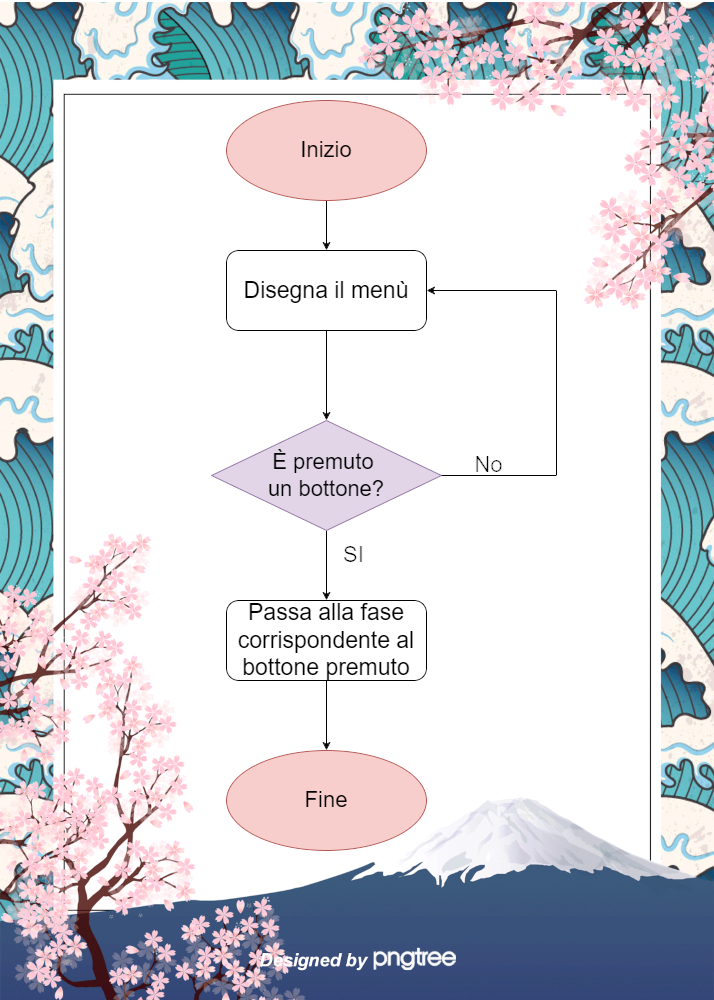 Inizio
Disegna il menù
È premuto
un bottone?
No
SI
Passa alla fase
corrispondente al
bottone premuto
Fine
Designed by pngtree